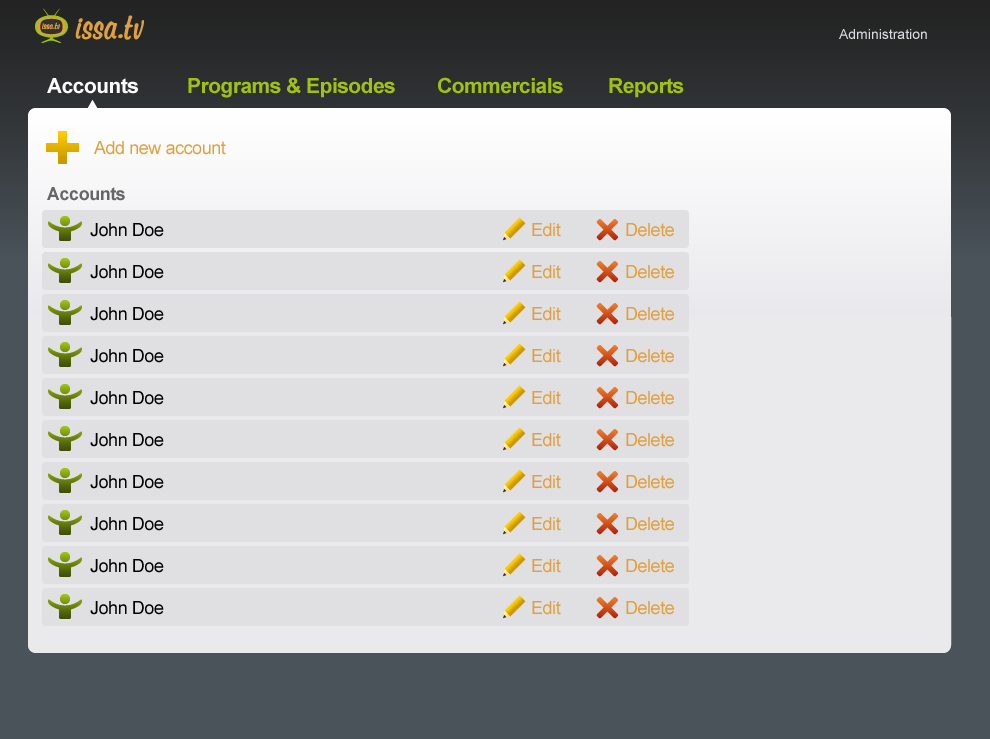 issa.tv issa.tv
Administration
Accounts Programs & Episodes Commercials Reports
Add new account
Accounts
John Doe Edit Delete
John Doe Edit Delete
John Doe Edit Delete
John Doe Edit Delete
John Doe Edit Delete
John Doe Edit Delete
John Doe Edit Delete
John Doe Edit Delete
John Doe Edit Delete
John Doe Edit Delete